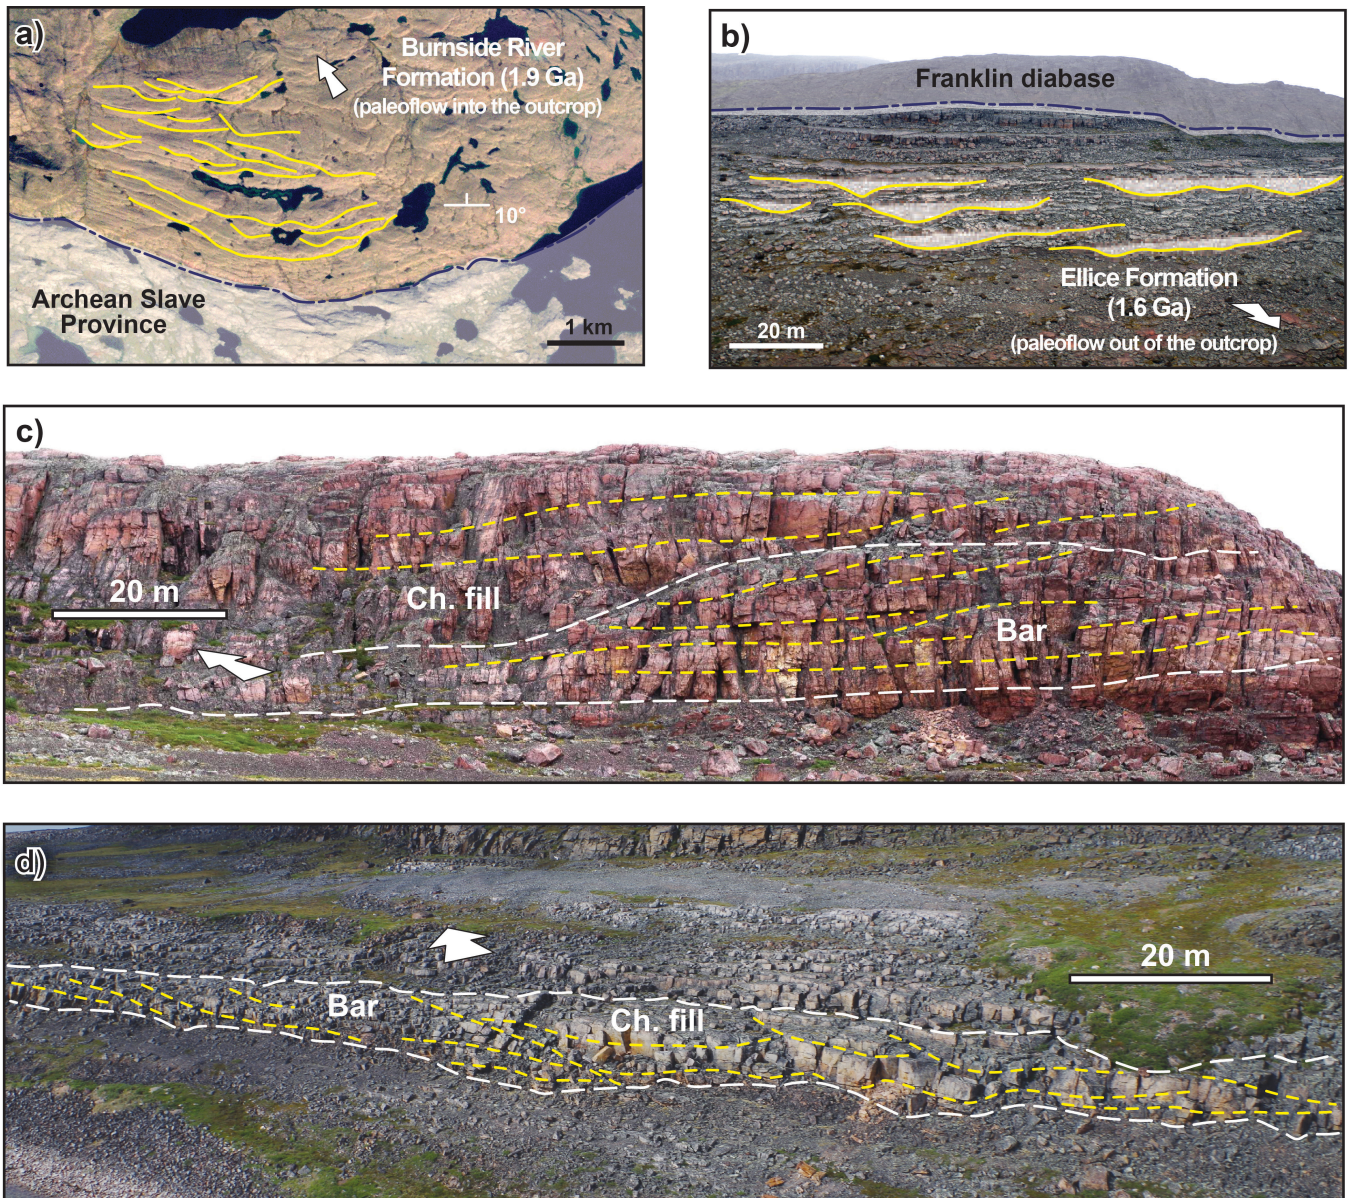 a)
Burnside River
Formation (1.9 Ga)
(paleoflow into the outcrop)
10°
Archean Slave
Province
1 km
b)
Franklin diabase
Ellice Formation
(1.6 Ga)
(paleoflow out of the outcrop)
20 m
c)
20 m
Ch. fill
Bar
d)
20 m
Bar
Ch. fill